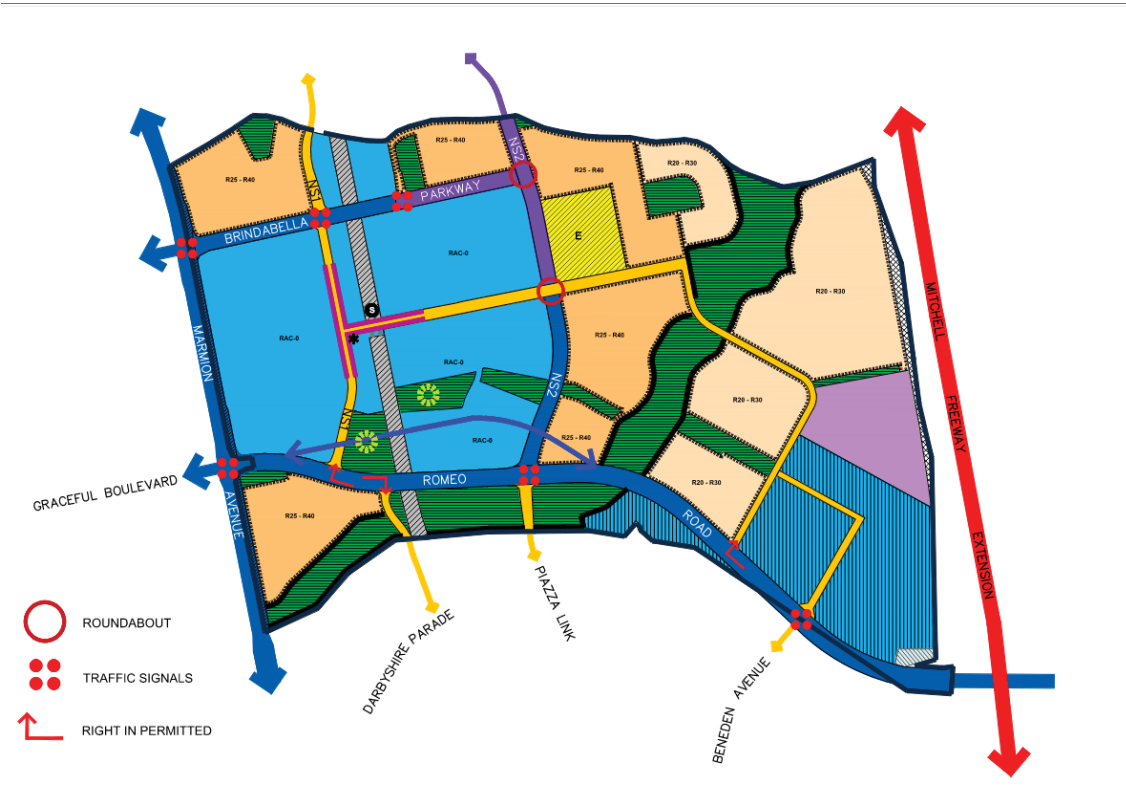 R25 - R40
R20 - R30
NS2
R25 - R40
R25 - R40
NS1
PARKWAY
BRINDABELLA
E
RAC-0
R20 - R30
S
MITCHELL
MARMION
RAC-0
R25 - R40
RAC-0
NS2
R20 - R30
NS1
FREEWAY
RAC-0
R25 - R40
ROMEO
GRACEFUL BOULEVARD
R20 - R30
AVENUE
R25 - R40
ROAD
EXTENSION
PIAZZA LINK
DARBYSHIRE PARADE
BENEDEN AVENUE
ROUNDABOUT
TRAFFIC SIGNALS
RIGHT IN PERMITTED